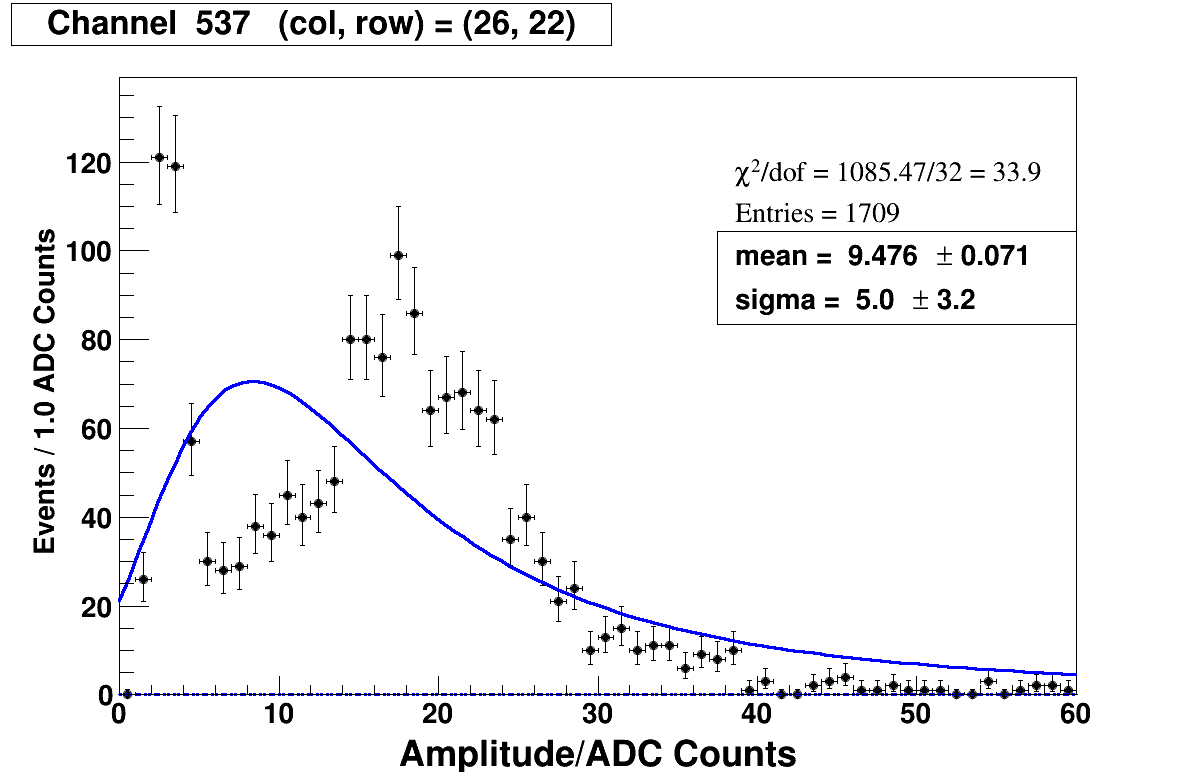 Channel 537 (col, row) = (26, 22)
χ²/dof = 1085.47/32 = 33.9
Entries = 1709
mean = 9.476 ± 0.071
sigma = 5.0 ± 3.2
Events / 1.0 ADC Counts
120
100
80
60
40
20
0
0 10 20 30 40 50 60
Amplitude/ADC Counts